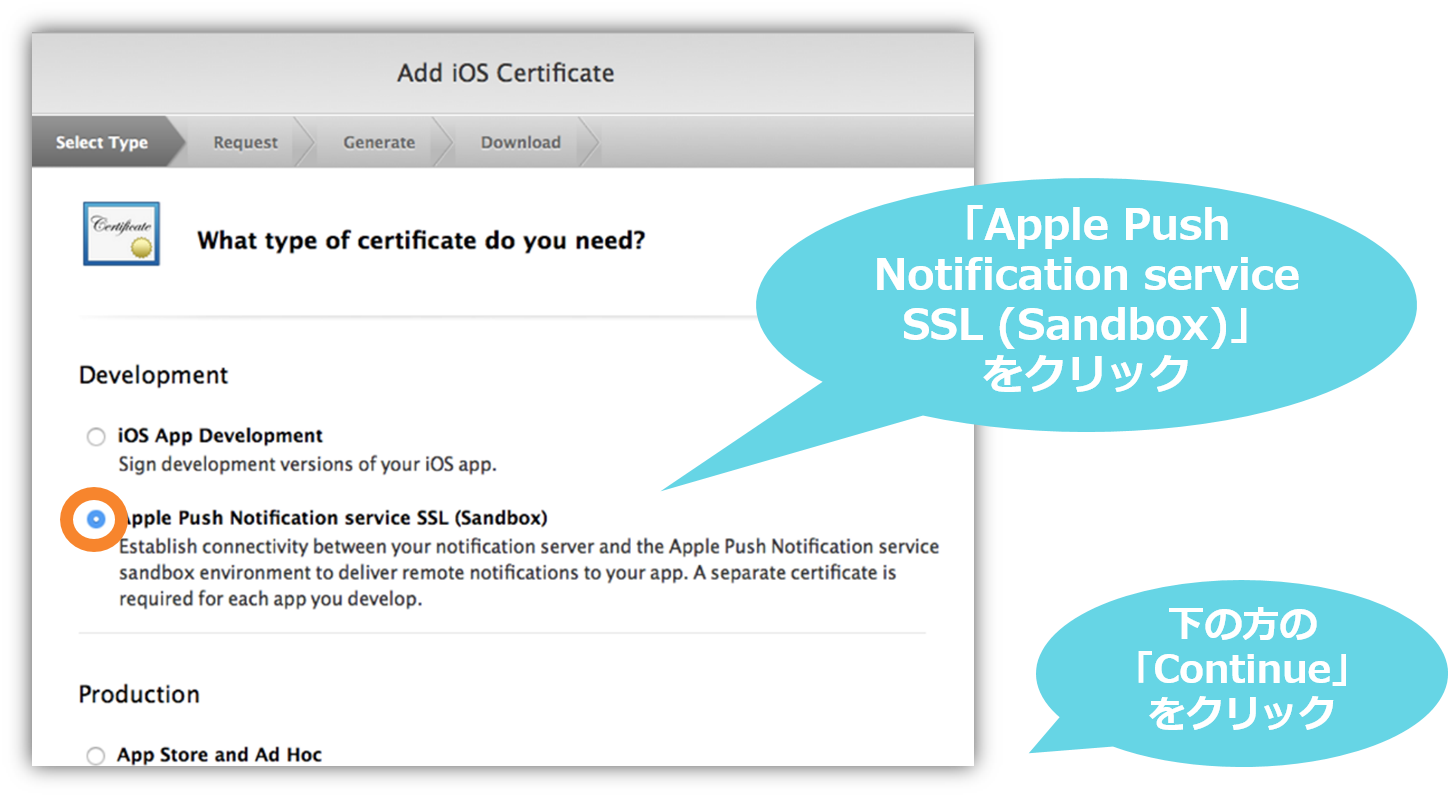 Add iOS Certificate
Select Type
Request
Generate
Download
Certificate
What type of certificate do you need?
「Apple Push
Notification service
SSL (Sandbox)」
をクリック
Development
iOS App Development
Sign development versions of your iOS app.
Apple Push Notification service SSL (Sandbox)
Establish connectivity between your notification server and the Apple Push Notification service
sandbox environment to deliver remote notifications to your app. A separate certificate is
required for each app you develop.
下の方の
「Continue」
をクリック
Production
App Store and Ad Hoc